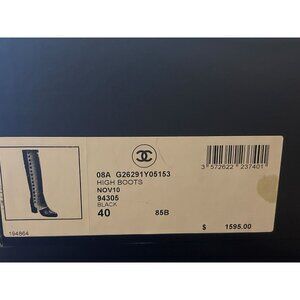 08A G26291Y05153
HIGH BOOTS
NOV10
94305
BLACK
40 85B
3 572622 237401
194864
$ 1595.00